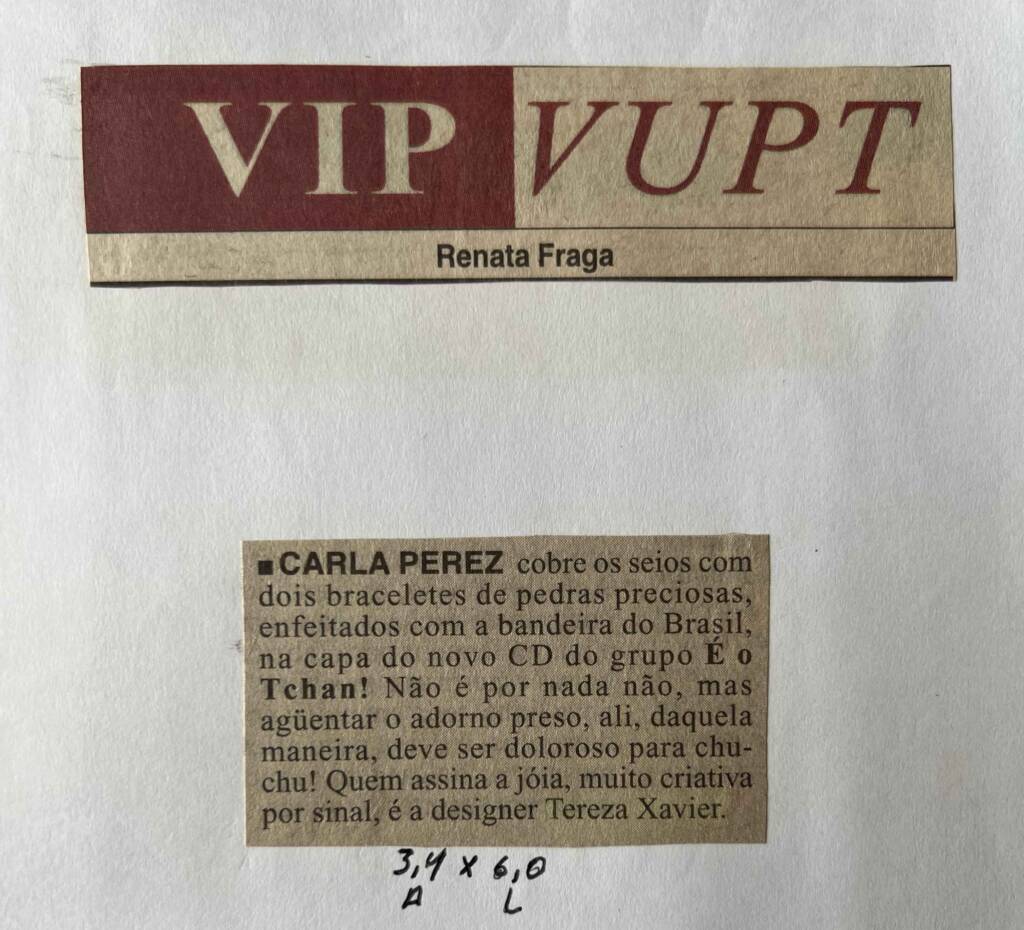 VIP VUPT
Renata Fraga
■ CARLA PEREZ cobre os seios com
dois braceletes de pedras preciosas,
enfeitados com a bandeira do Brasil,
na capa do novo CD do grupo É o
Tchan! Não é por nada não, mas
agüentar o adorno preso, ali, daquela
maneira, deve ser doloroso para chu-
chu! Quem assina a jóia, muito criativa
por sinal, é a designer Tereza Xavier.
3,4 x 6,0
A L